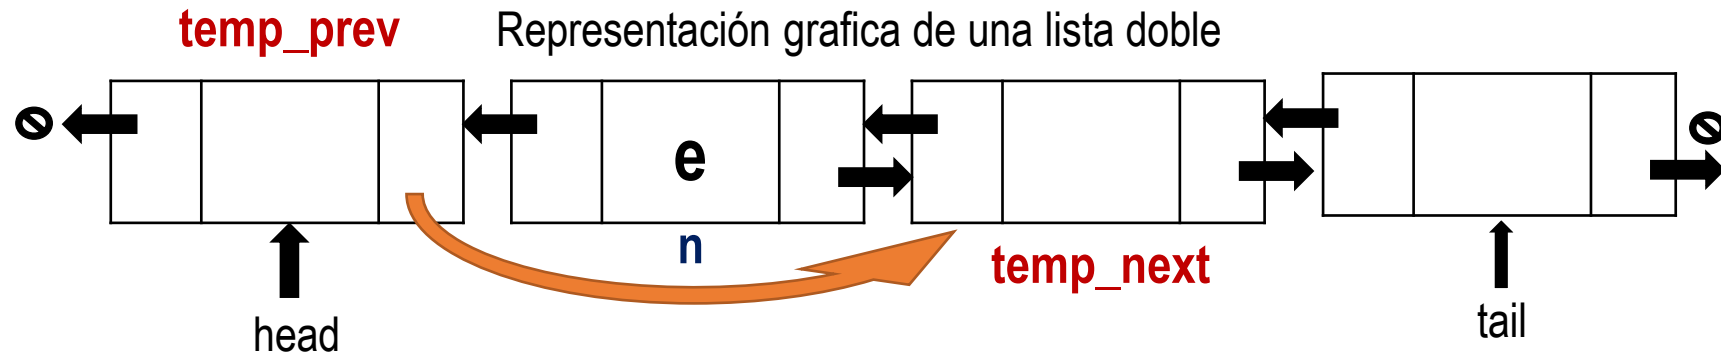 temp_prev
Representación grafica de una lista doble
e
n
temp_next
head
tail